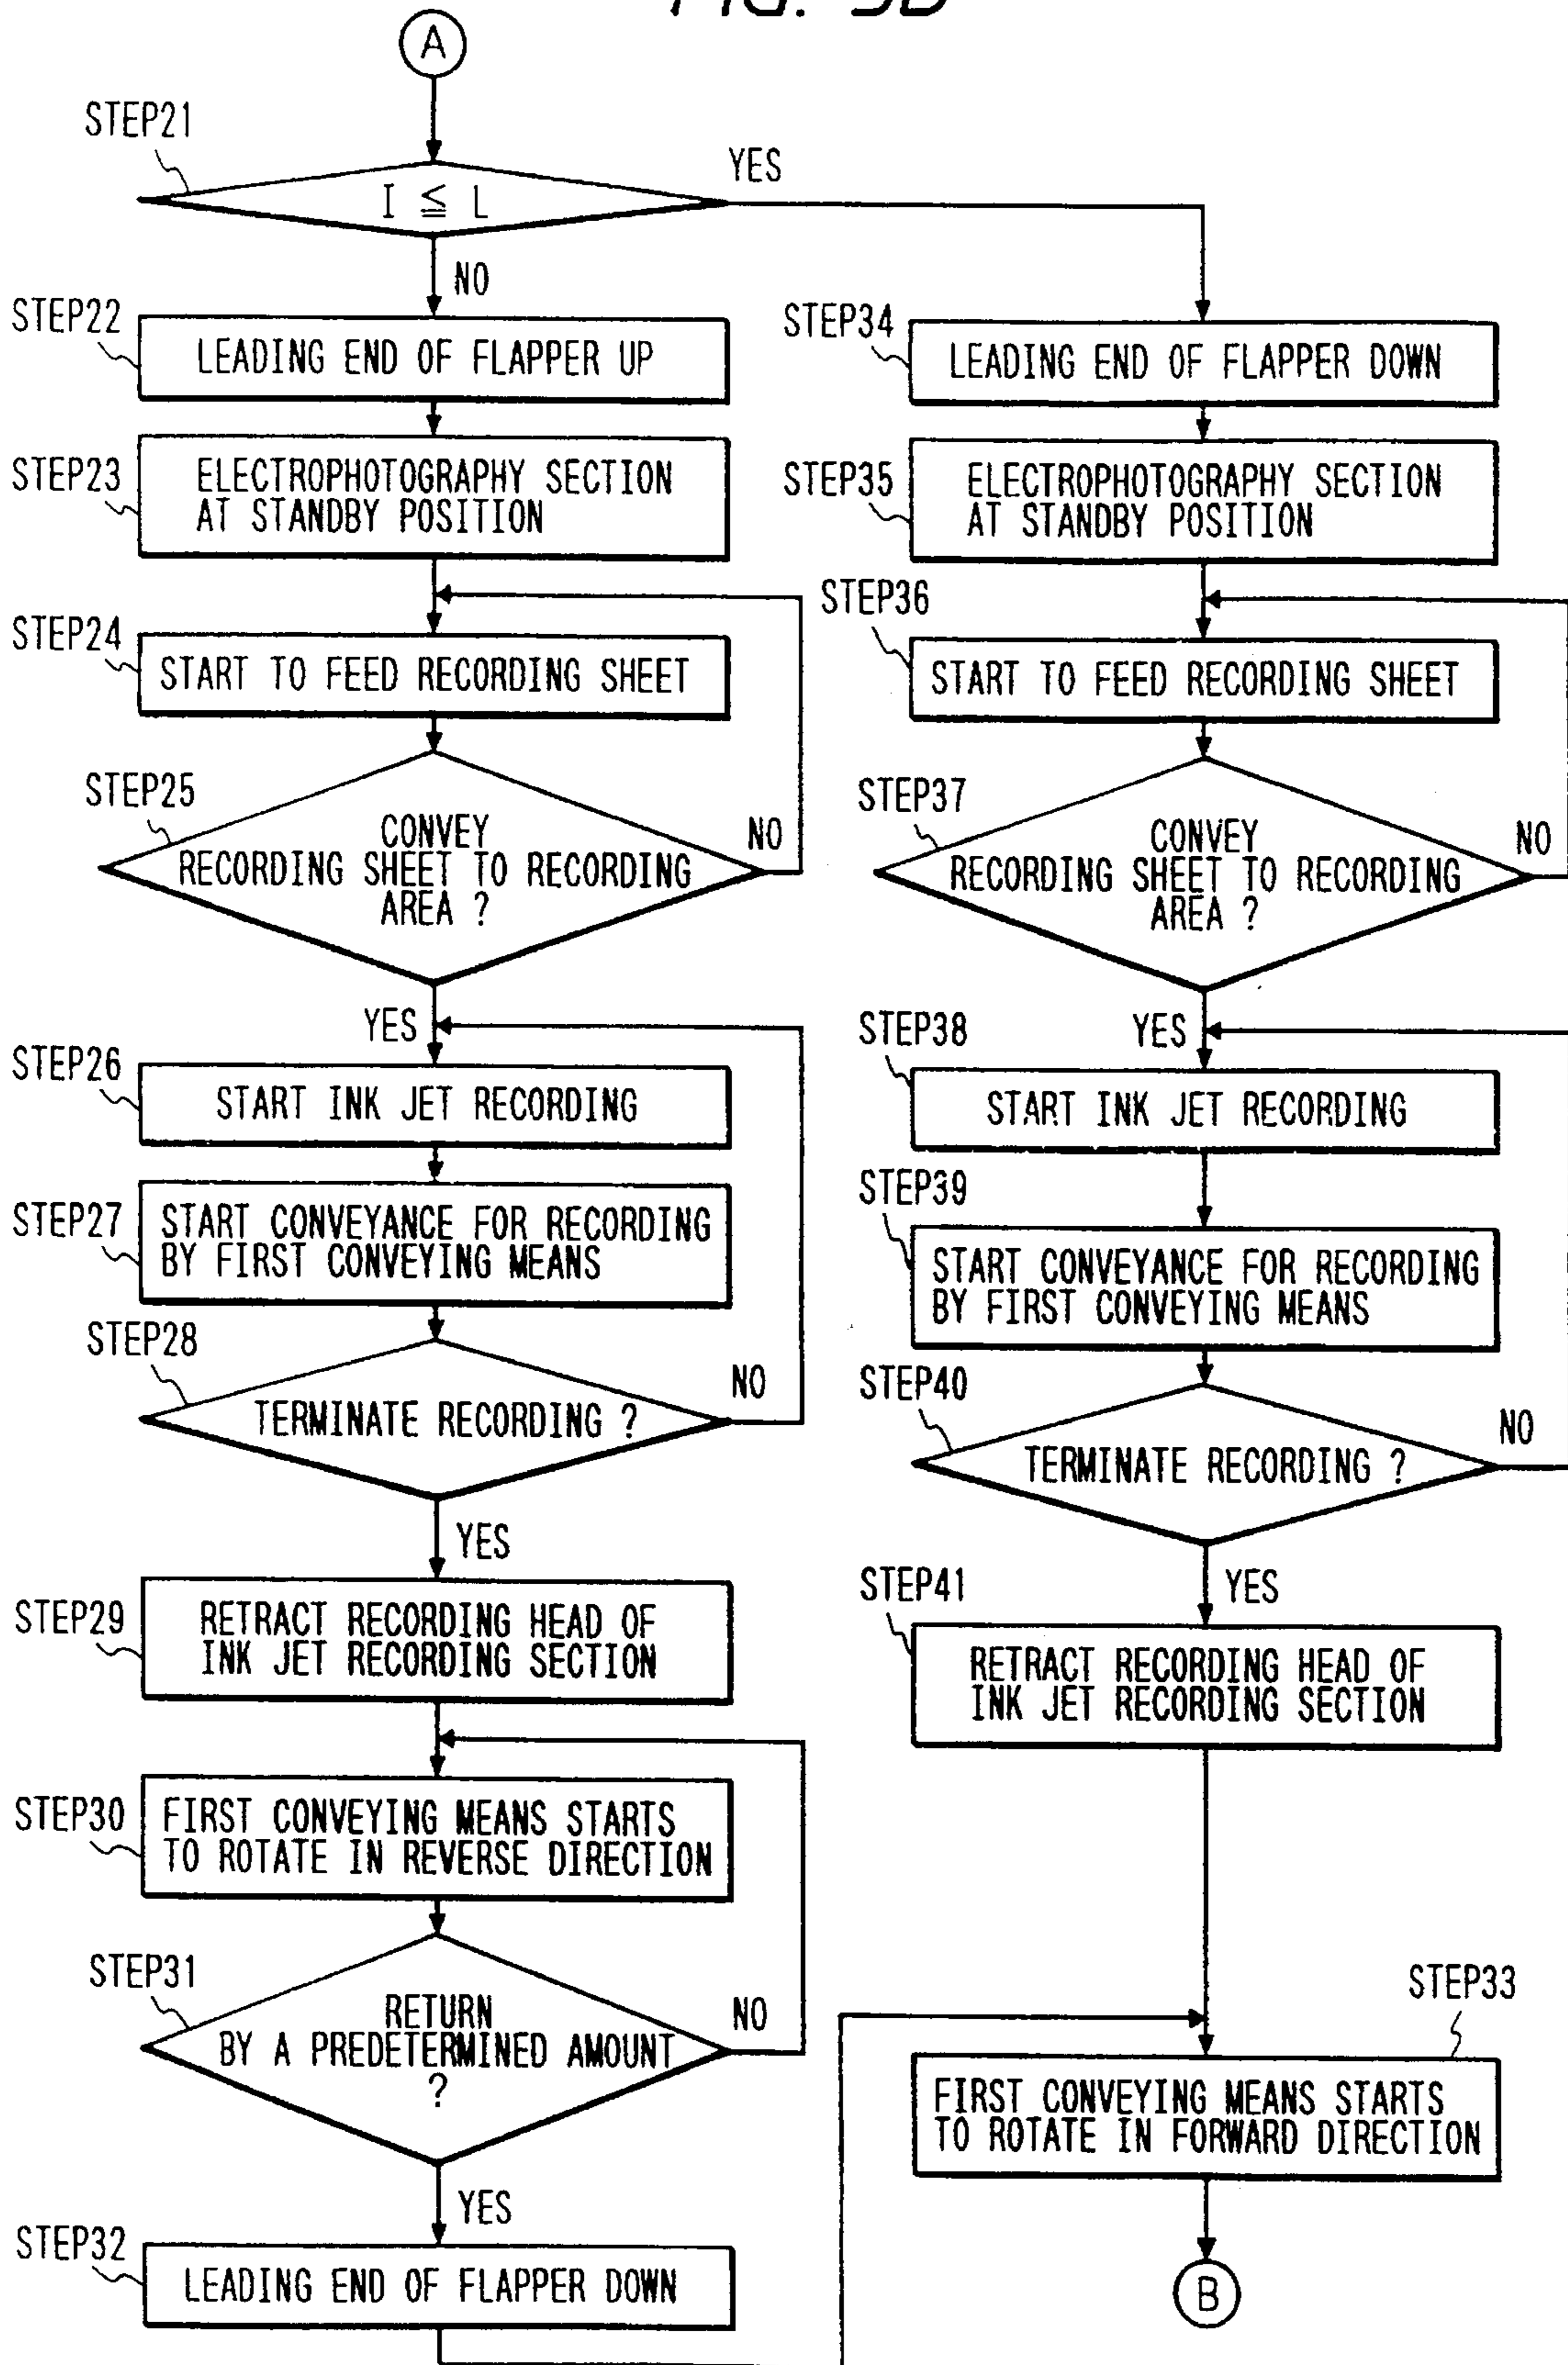 FIG. 3B
A
STEP21
I ≦ L
YES
NO
STEP22
LEADING END OF FLAPPER UP
STEP23
ELECTROPHOTOGRAPHY SECTION
AT STANDBY POSITION
STEP24
START TO FEED RECORDING SHEET
STEP25
CONVEY
RECORDING SHEET TO RECORDING
AREA ?
NO
YES
STEP26
START INK JET RECORDING
STEP27
START CONVEYANCE FOR RECORDING
BY FIRST CONVEYING MEANS
STEP28
TERMINATE RECORDING ?
NO
YES
STEP29
RETRACT RECORDING HEAD OF
INK JET RECORDING SECTION
STEP30
FIRST CONVEYING MEANS STARTS
TO ROTATE IN REVERSE DIRECTION
STEP31
RETURN
BY A PREDETERMINED AMOUNT
?
NO
YES
STEP32
LEADING END OF FLAPPER DOWN
STEP34
LEADING END OF FLAPPER DOWN
STEP35
ELECTROPHOTOGRAPHY SECTION
AT STANDBY POSITION
STEP36
START TO FEED RECORDING SHEET
STEP37
CONVEY
RECORDING SHEET TO RECORDING
AREA ?
NO
YES
STEP38
START INK JET RECORDING
STEP39
START CONVEYANCE FOR RECORDING
BY FIRST CONVEYING MEANS
STEP40
TERMINATE RECORDING ?
NO
YES
STEP41
RETRACT RECORDING HEAD OF
INK JET RECORDING SECTION
STEP33
FIRST CONVEYING MEANS STARTS
TO ROTATE IN FORWARD DIRECTION
B